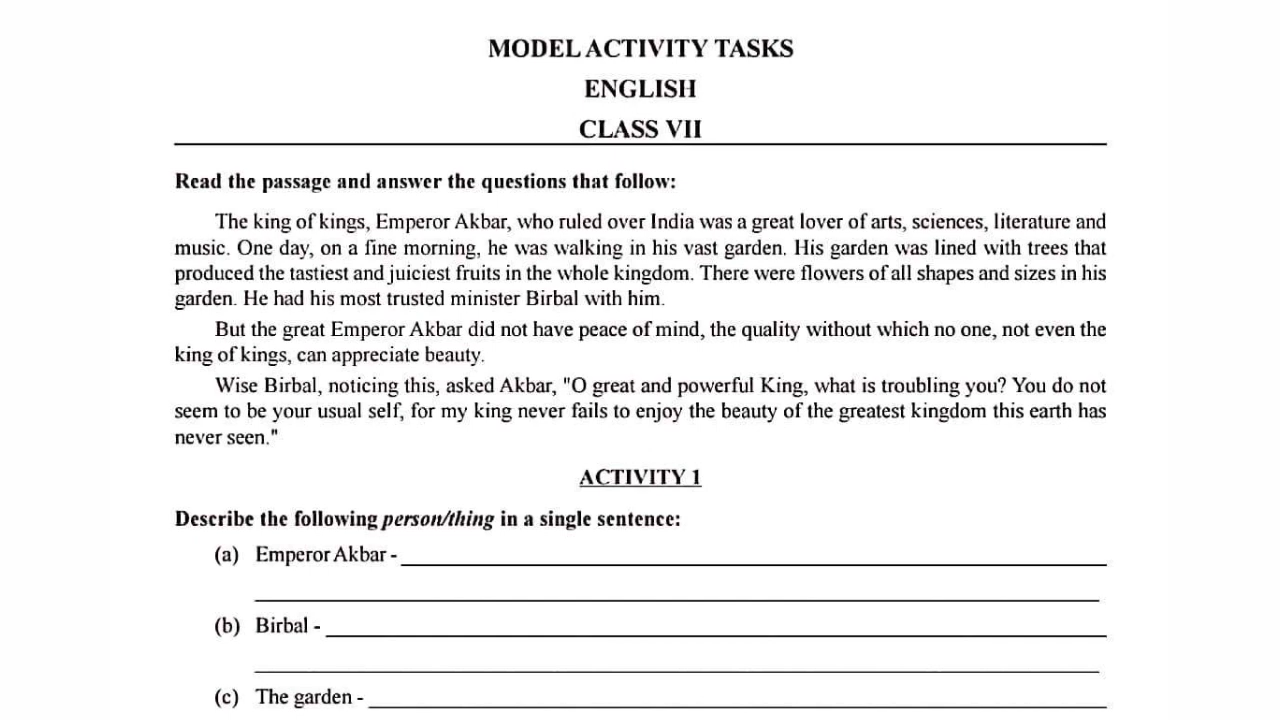 MODEL ACTIVITY TASKS
ENGLISH
CLASS VII
Read the passage and answer the questions that follow:
The king of kings, Emperor Akbar, who ruled over India was a great lover of arts, sciences, literature and
music. One day, on a fine morning, he was walking in his vast garden. His garden was lined with trees that
produced the tastiest and juiciest fruits in the whole kingdom. There were flowers of all shapes and sizes in his
garden. He had his most trusted minister Birbal with him.
But the great Emperor Akbar did not have peace of mind, the quality without which no one, not even the
king of kings, can appreciate beauty.
Wise Birbal, noticing this, asked Akbar, "O great and powerful King, what is troubling you? You do not
seem to be your usual self, for my king never fails to enjoy the beauty of the greatest kingdom this earth has
never seen."
ACTIVITY 1
Describe the following person/thing in a single sentence:
(a) Emperor Akbar -
(b) Birbal -
(c) The garden -